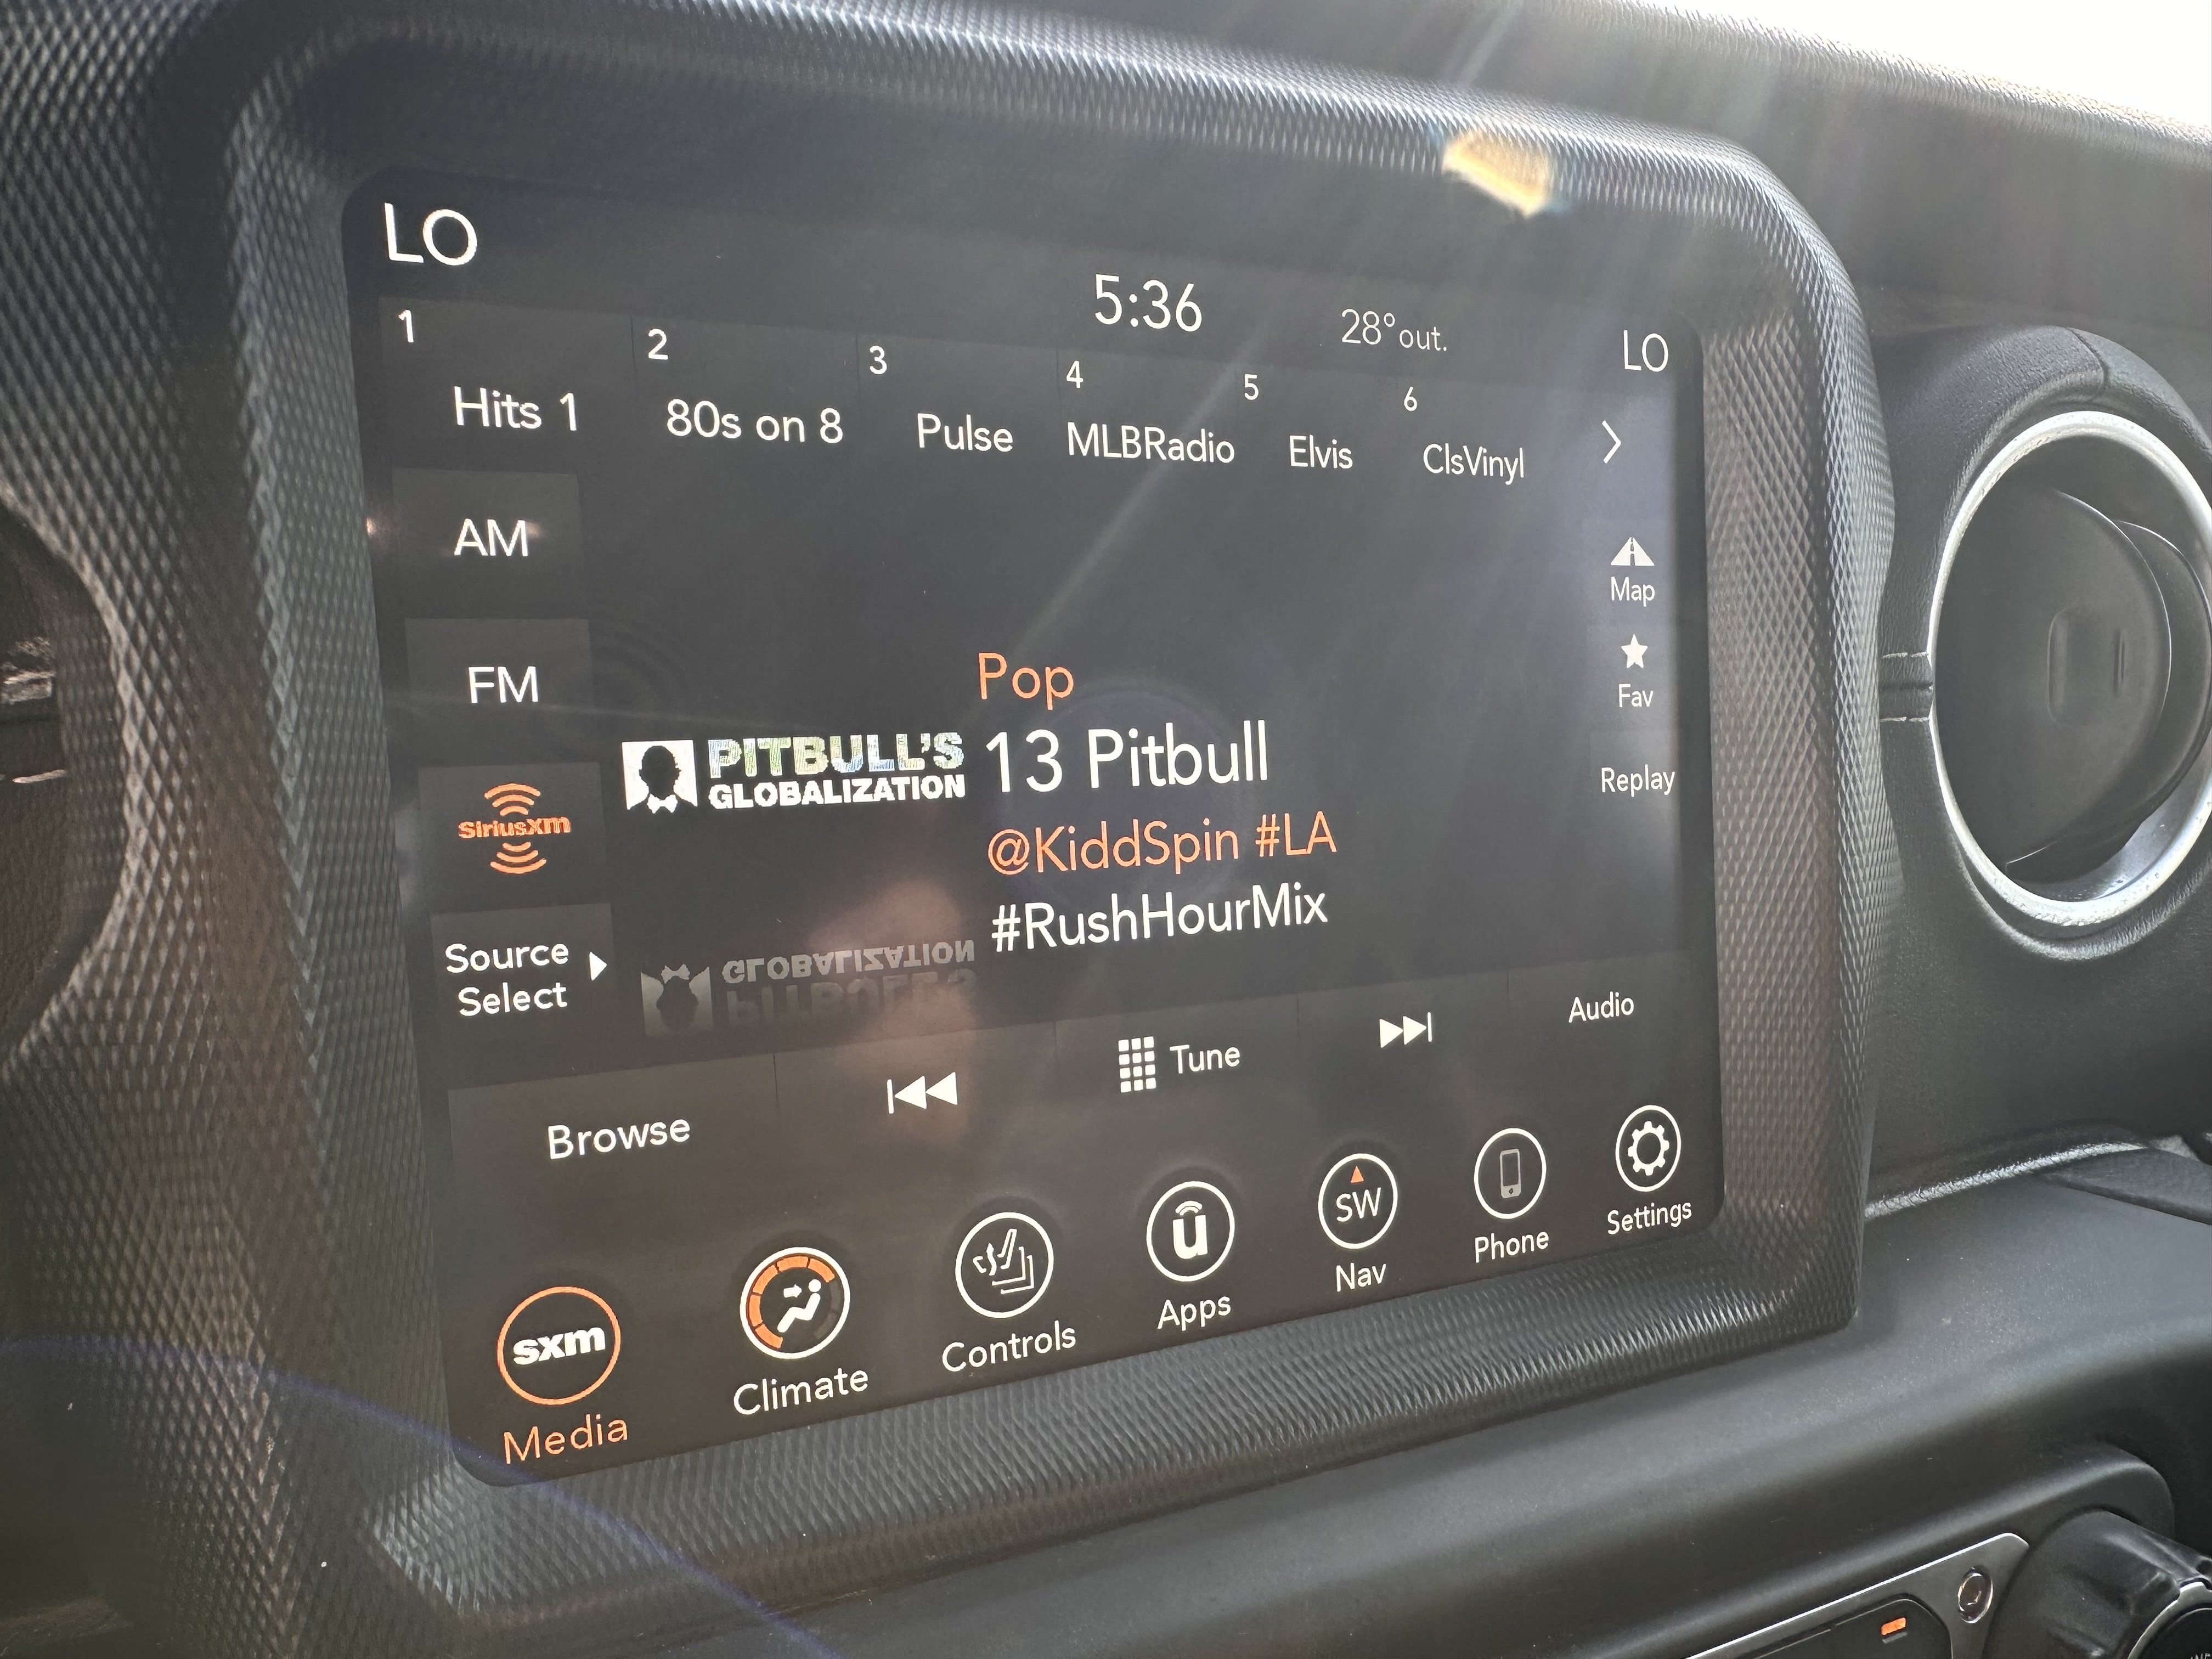 LO
5:36
28° out.
LO
1
2
3
4
5
6
Hits 1
80s on 8
Pulse
MLBRadio
Elvis
ClsVinyl
AM
FM
SiriusXm
Source
Select
PITBULL'S
GLOBALIZATION
Pop
13 Pitbull
@KiddSpin #LA
#RushHourMix
Map
Fav
Replay
GLOBALIZATION
PITBULL'S
Browse
Tune
Audio
sxm
Media
Climate
Controls
u
Apps
SW
Nav
Phone
Settings